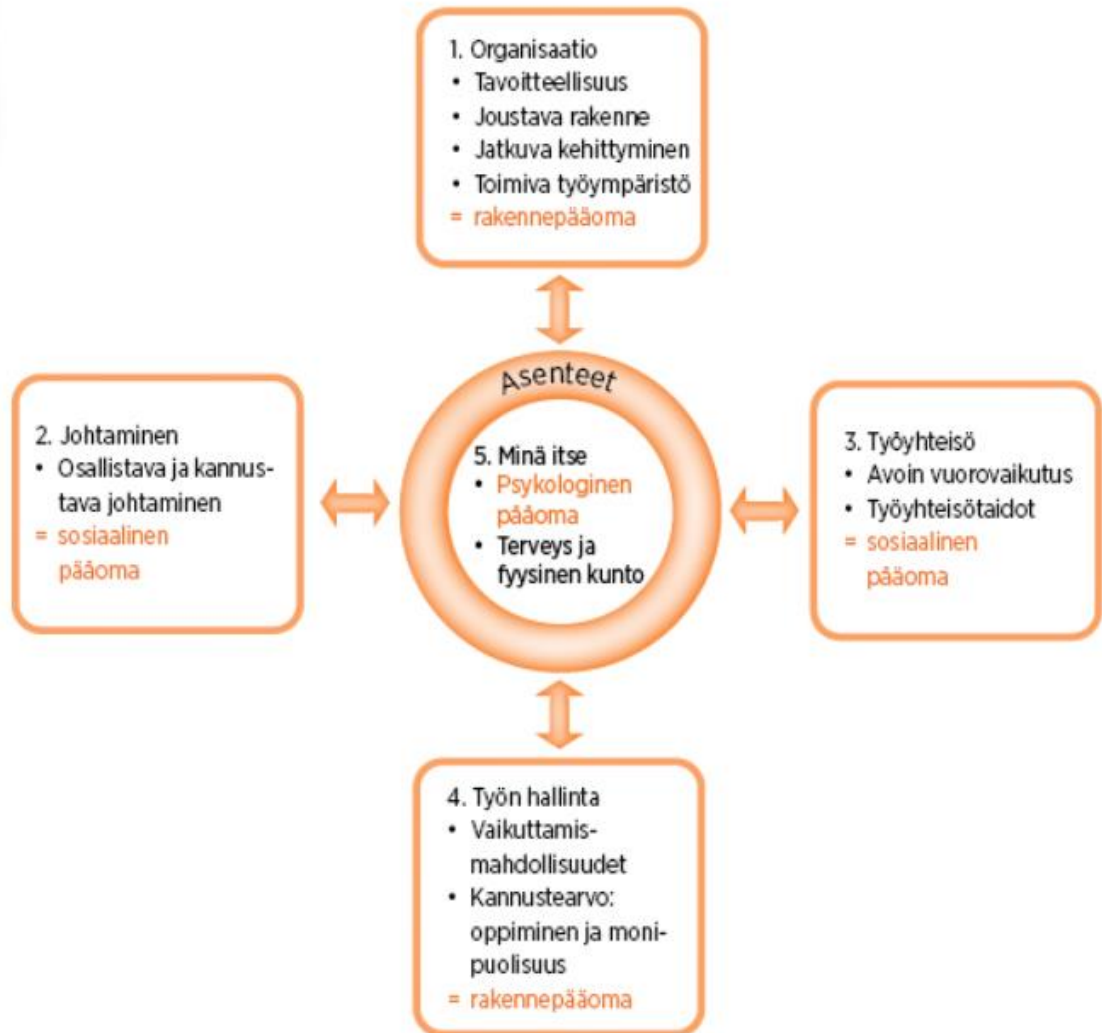 1. Organisaatio
• Tavoitteellisuus
• Joustava rakenne
• Jatkuva kehittyminen
• Toimiva työympäristö
= rakennepääoma
Asenteet
2. Johtaminen
• Osallistava ja kannus-
tava johtaminen
= sosiaalinen
pääoma
5. Minä itse
• Psykologinen
pääoma
• Terveys ja
fyysinen kunto
3. Työyhteisö
• Avoin vuorovaikutus
• Työyhteisötaidot
= sosiaalinen
pääoma
4. Työn hallinta
• Vaikuttamis-
mahdollisuudet
• Kannustearvo:
oppiminen ja moni-
puolisuus
= rakennepääoma